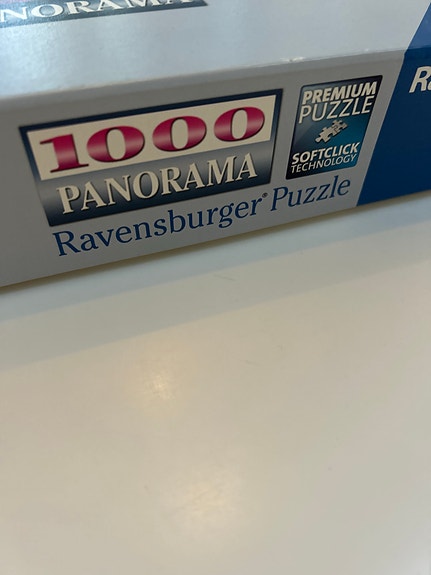 NORAMA
1000
PANORAMA
Ravensburger® Puzzle
PREMIUM
PUZZLE
SOFTCLICK
TECHNOLOGY
Ra